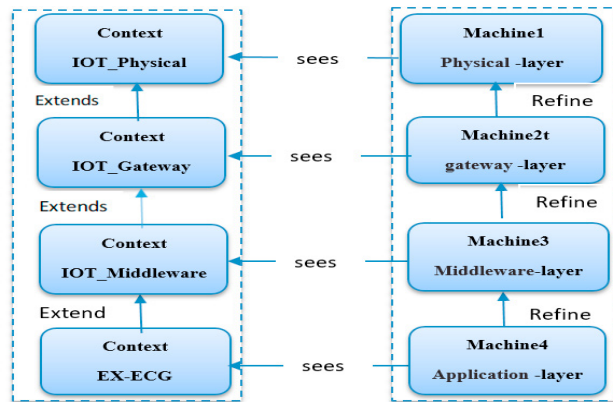 Context
IOT_Physical
sees
Machine1
Physical -layer
Extends
Refine
Context
IOT_Gateway
sees
Machine2t
gateway -layer
Extends
Refine
Context
IOT_Middleware
sees
Machine3
Middleware-layer
Extend
Refine
Context
EX-ECG
sees
Machine4
Application -layer